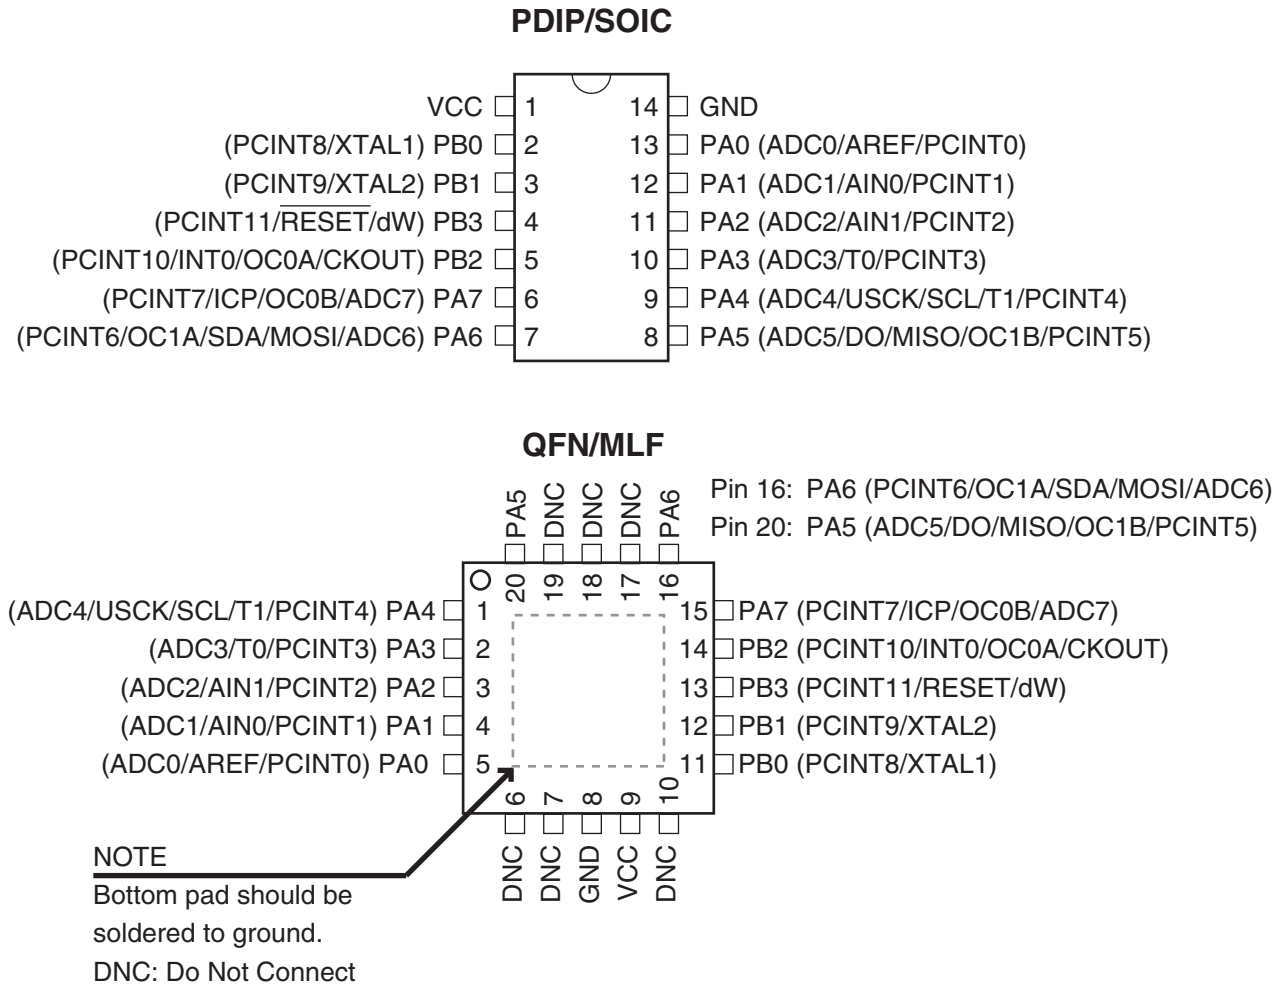 PDIP/SOIC
VCC 1 14 GND
(PCINT8/XTAL1) PB0 2 13 PA0 (ADC0/AREF/PCINT0)
(PCINT9/XTAL2) PB1 3 12 PA1 (ADC1/AIN0/PCINT1)
(PCINT11/RESET/dW) PB3 4 11 PA2 (ADC2/AIN1/PCINT2)
(PCINT10/INT0/OC0A/CKOUT) PB2 5 10 PA3 (ADC3/T0/PCINT3)
(PCINT7/ICP/OC0B/ADC7) PA7 6 9 PA4 (ADC4/USCK/SCL/T1/PCINT4)
(PCINT6/OC1A/SDA/MOSI/ADC6) PA6 7 8 PA5 (ADC5/DO/MISO/OC1B/PCINT5)
QFN/MLF
Pin 16: PA6 (PCINT6/OC1A/SDA/MOSI/ADC6)
Pin 20: PA5 (ADC5/DO/MISO/OC1B/PCINT5)
PA5 DNC DNC DNC PA6
20 19 18 17 16
(ADC4/USCK/SCL/T1/PCINT4) PA4 1 15 PA7 (PCINT7/ICP/OC0B/ADC7)
(ADC3/T0/PCINT3) PA3 2 14 PB2 (PCINT10/INT0/OC0A/CKOUT)
(ADC2/AIN1/PCINT2) PA2 3 13 PB3 (PCINT11/RESET/dW)
(ADC1/AIN0/PCINT1) PA1 4 12 PB1 (PCINT9/XTAL2)
(ADC0/AREF/PCINT0) PA0 5 11 PB0 (PCINT8/XTAL1)
6 7 8 9 10
DNC DNC GND VCC DNC
NOTE
Bottom pad should be
soldered to ground.
DNC: Do Not Connect